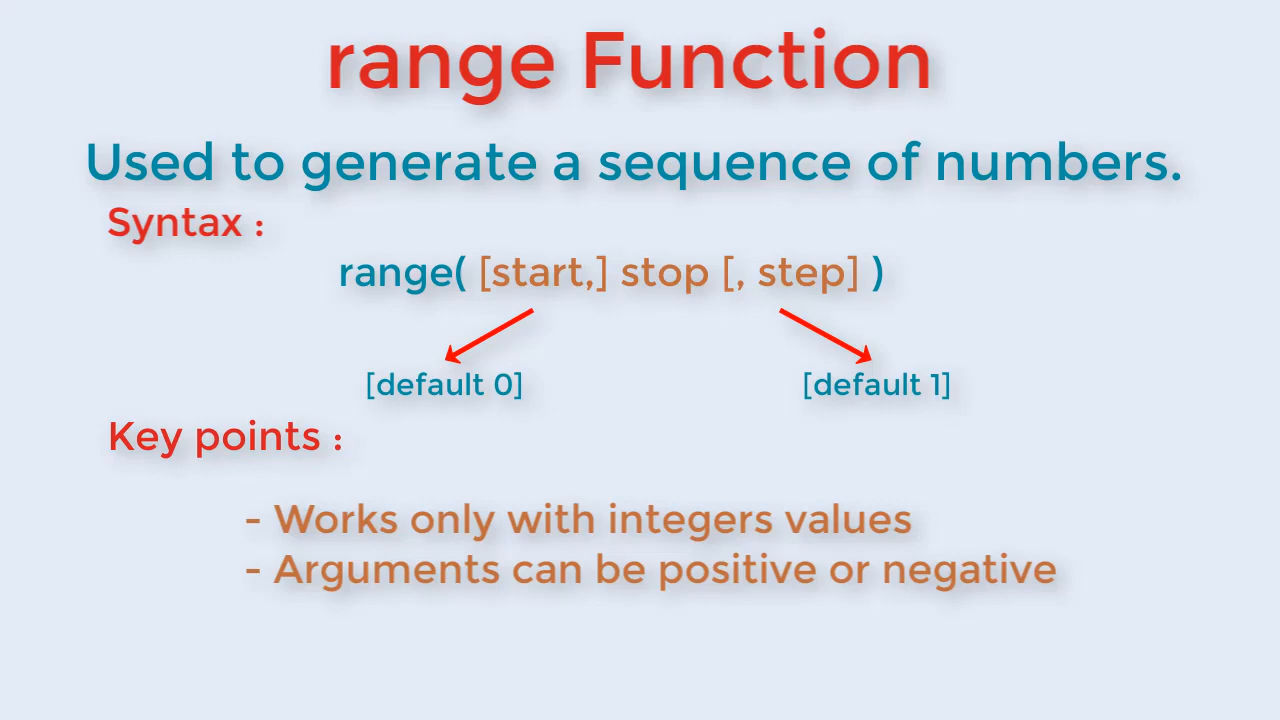 range Function
Used to generate a sequence of numbers.
Syntax :
range( [start,] stop [, step] )
[default 0] [default 1]
Key points :
- Works only with integers values
- Arguments can be positive or negative